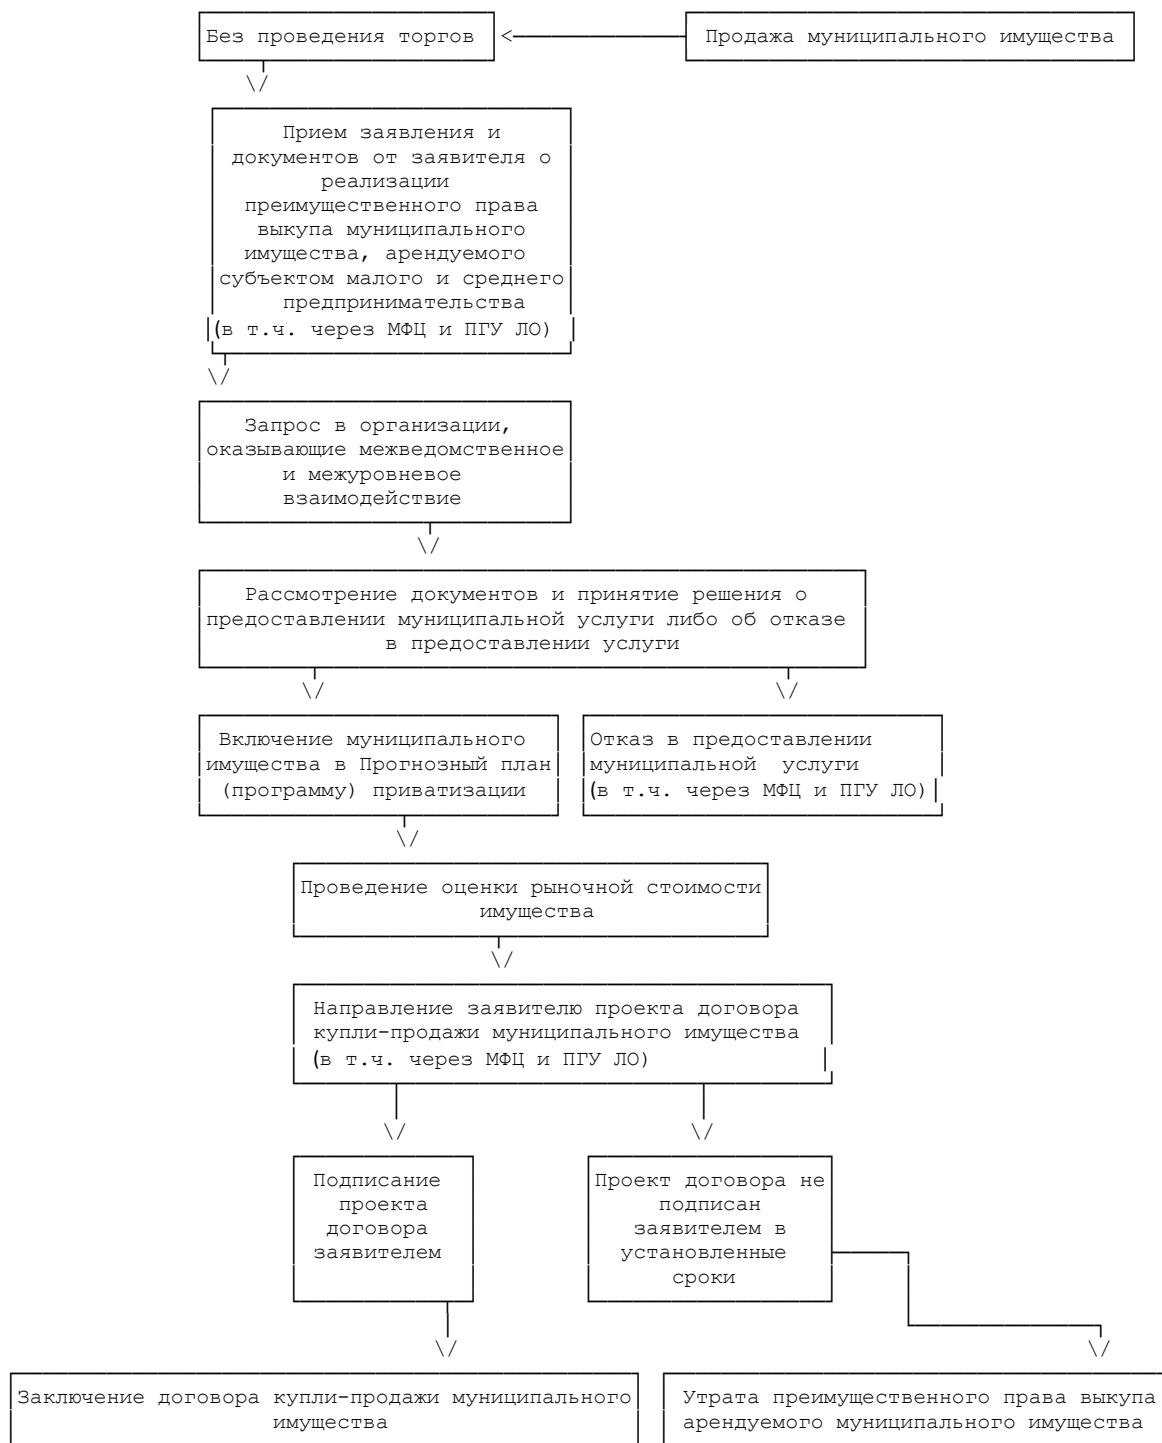 Без проведения торгов
Продажа муниципального имущества
Прием заявления и
документов от заявителя о
реализации
преимущественного права
выкупа муниципального
имущества, арендуемого
субъектом малого и среднего
предпринимательства
(в т.ч. через МФЦ и ПГУ ЛО)
Запрос в организации,
оказывающие межведомственное
и межуровневое
взаимодействие
Рассмотрение документов и принятие решения о
предоставлении муниципальной услуги либо об отказе
в предоставлении услуги
Включение муниципального
имущества в Прогнозный план
(программу) приватизации
Отказ в предоставлении
муниципальной услуги
(в т.ч. через МФЦ и ПГУ ЛО)
Проведение оценки рыночной стоимости
имущества
Направление заявителю проекта договора
купли-продажи муниципального имущества
(в т.ч. через МФЦ и ПГУ ЛО)
Подписание
проекта
договора
заявителем
Проект договора не
подписан
заявителем в
установленные
сроки
Заключение договора купли-продажи муниципального
имущества
Утрата преимущественного права выкупа
арендуемого муниципального имущества